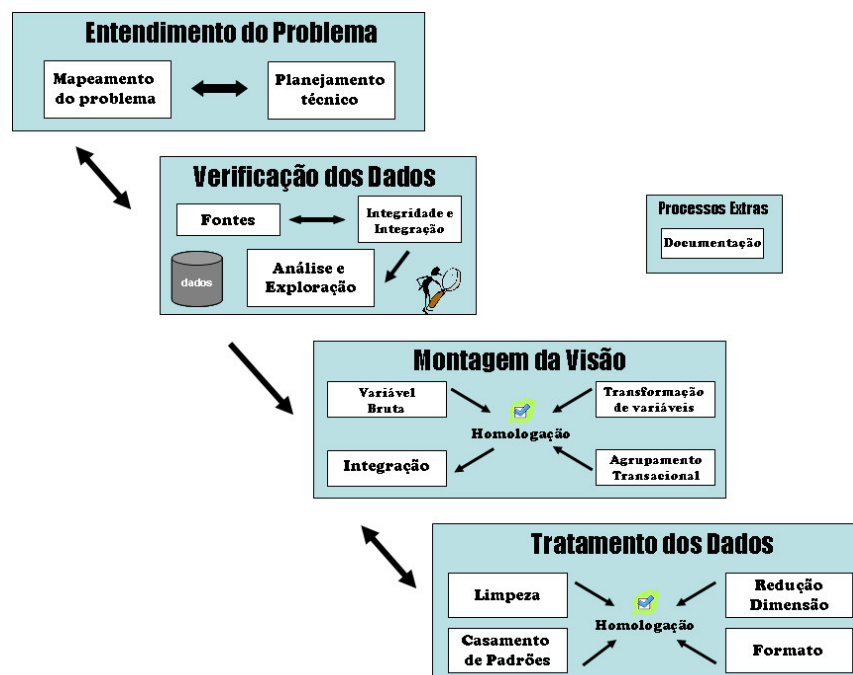 Entendimento do Problema
Mapeamento
do problema
Planejamento
técnico
Verificação dos Dados
Fontes
Integridade e
Integração
dados
Análise e
Exploração
Processos Extras
Documentação
Montagem da Visão
Variável
Bruta
Transformação
de variáveis
Homologação
Integração
Agrupamento
Transacional
Tratamento dos Dados
Limpeza
Redução
Dimensão
Homologação
Casamento
de Padrões
Formato